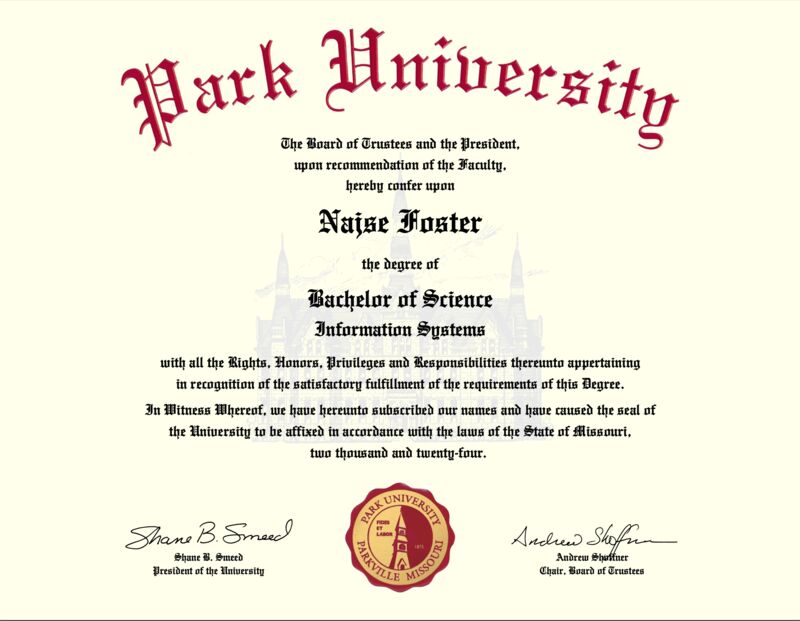 Park University
The Board of Trustees and the President,
upon recommendation of the Faculty,
hereby confer upon
Najse Foster
the degree of
Bachelor of Science
Information Systems
with all the Rights, Honors, Privileges and Responsibilities thereunto appertaining
in recognition of the satisfactory fulfillment of the requirements of this Degree.
In Witness Whereof, we have hereunto subscribed our names and have caused the seal of
the University to be affixed in accordance with the laws of the State of Missouri,
two thousand and twenty-four.
Shane B. Smeed
Shane B. Smeed
President of the University
PARK UNIVERSITY
FIDES
ET
LABOR
1875
PARKVILLE MISSOURI
Andrew Shoffner
Andrew Shoffner
Chair, Board of Trustees